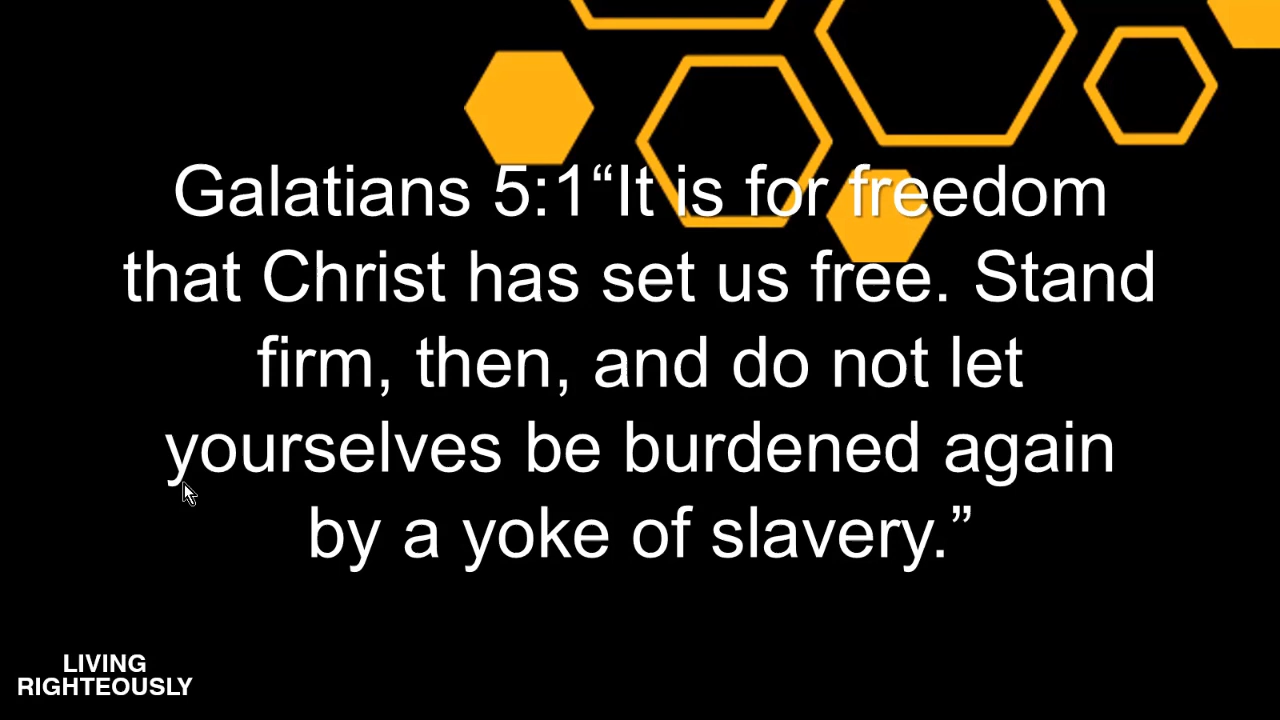 Galatians 5:1“It is for freedom
that Christ has set us free. Stand
firm, then, and do not let
yourselves be burdened again
by a yoke of slavery.”
LIVING
RIGHTEOUSLY